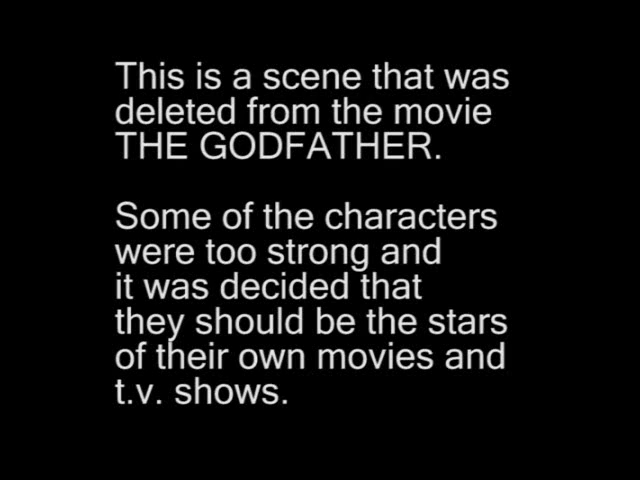 This is a scene that was
deleted from the movie
THE GODFATHER.
Some of the characters
were too strong and
it was decided that
they should be the stars
of their own movies and
t.v. shows.